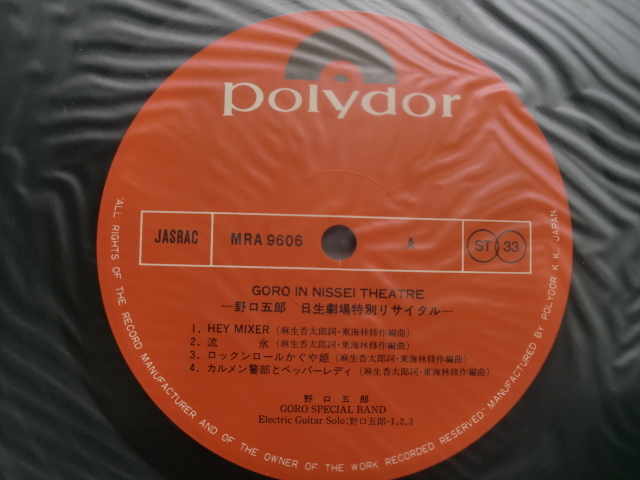 polydor
JASRAC
MRA 9606
A
ST 33
GORO IN NISSEI THEATRE
―野口五郎 日生劇場特別リサイタル―
1. HEY MIXER (麻生香太郎詞・東海林修作編曲)
2. 流 氷 (麻生香太郎詞・東海林修作編曲)
3. ロックンロールかぐや姫 (麻生香太郎詞・東海林修作編曲)
4. カルメン警部とペッパーレディ (麻生香太郎詞・東海林修作編曲)
野 口 五 郎
GORO SPECIAL BAND
Electric Guitar Solo:野口五郎-1,2,3
ALL RIGHTS OF THE RECORD MANUFACTURER AND OF THE OWNER OF THE WORK RECORDED RESERVED · MANUFACTURED BY POLYDOR K.K. JAPAN